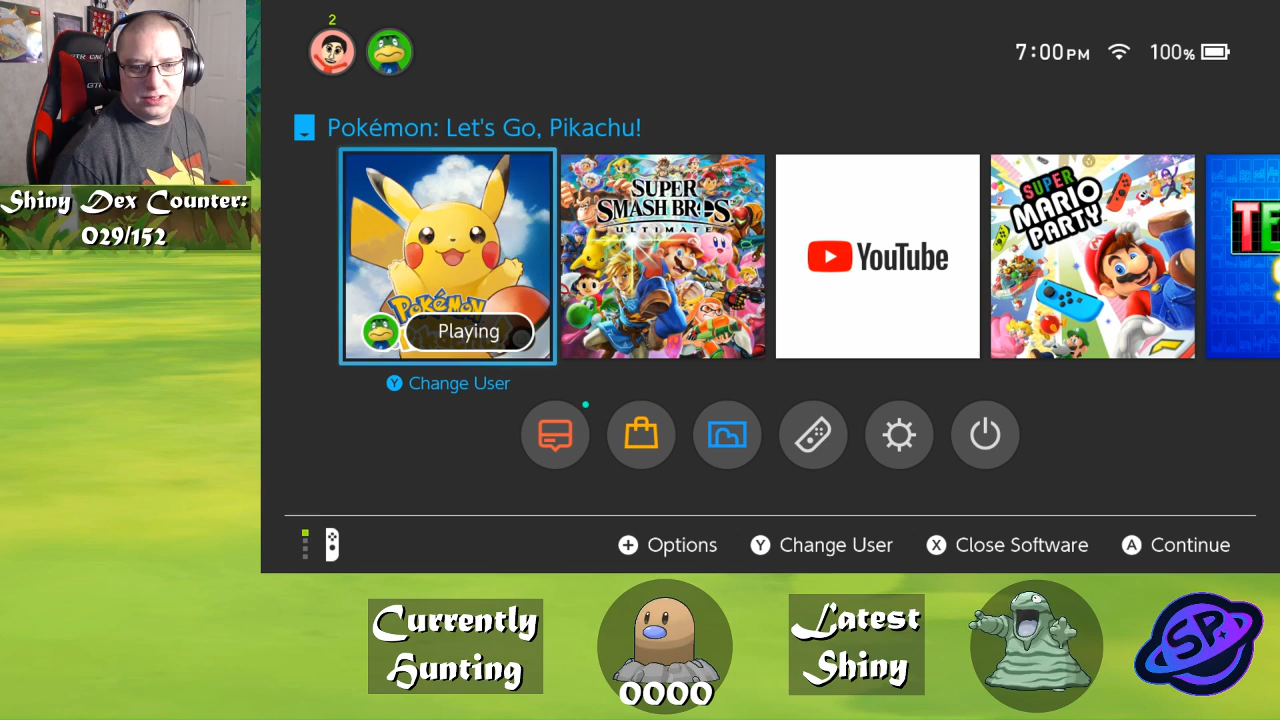 2
7:00PM
100%
Pokémon: Let's Go, Pikachu!
Pokémon
Playing
SUPER
SMASH BROS
ULTIMATE
YouTube
SUPER
MARIO
PARTY
Y Change User
Shiny Dex Counter:
029/152
+ Options
Y Change User
X Close Software
A Continue
Currently
Hunting
0000
Latest
Shiny
SP